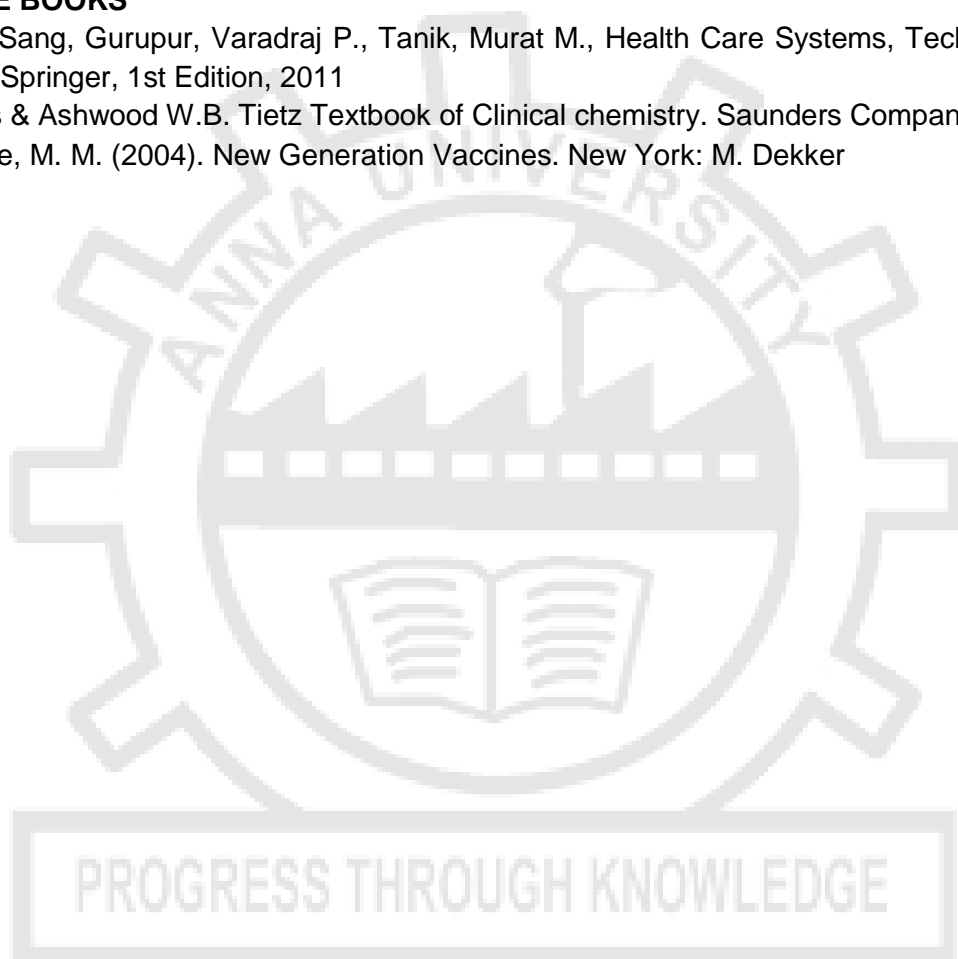 E BOOKS
Sang, Gurupur, Varadraj P., Tanik, Murat M., Health Care Systems, Tech
Springer, 1st Edition, 2011
s & Ashwood W.B. Tietz Textbook of Clinical chemistry. Saunders Compan
e, M. M. (2004). New Generation Vaccines. New York: M. Dekker
ANNA UNIVERSITY
PROGRESS THROUGH KNOWLEDGE